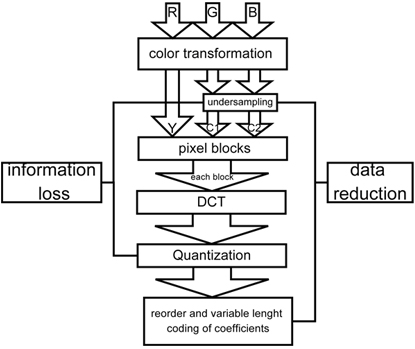 R G B
color transformation
undersampling
Y C1 C2
pixel blocks
information
loss
each block
data
reduction
DCT
Quantization
reorder and variable lenght
coding of coefficients